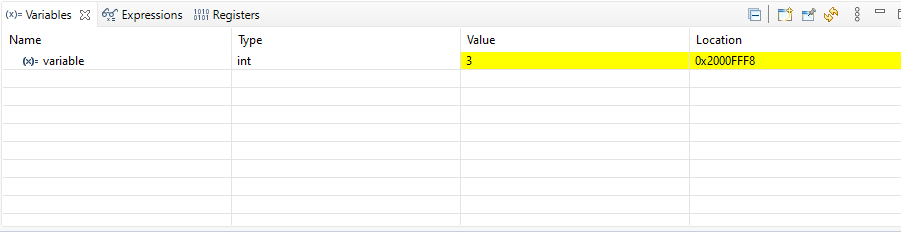 (x)= Variables Expressions 1010 0101 Registers
Name Type Value Location
(x)= variable int 3 0x2000FFF8